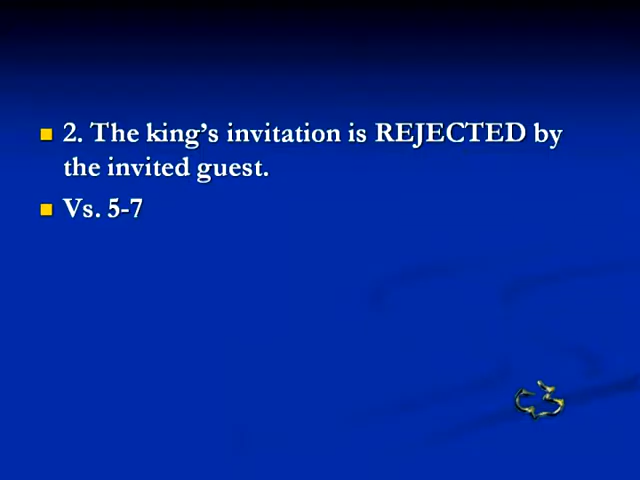 2. The king’s invitation is REJECTED by
the invited guest.
Vs. 5-7